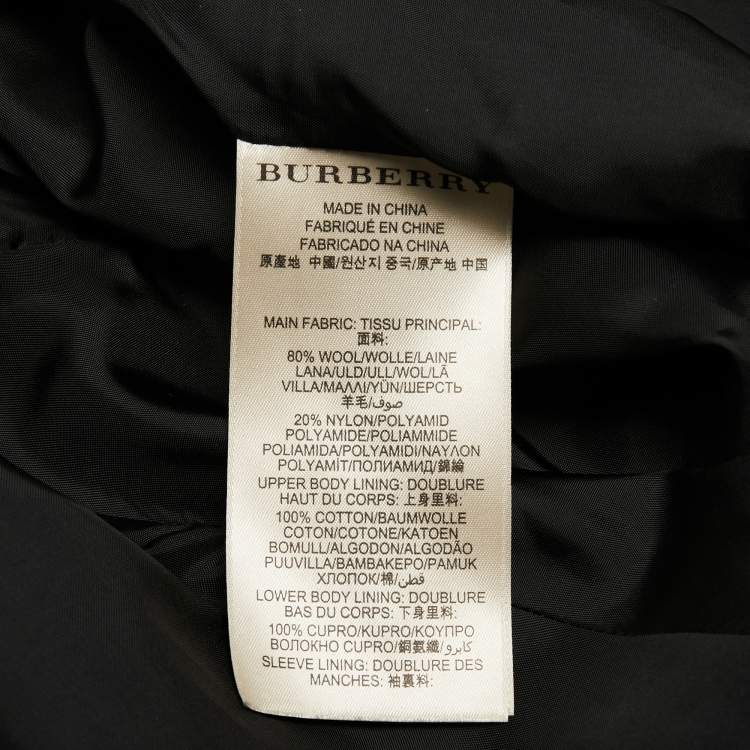 BURBERRY
MADE IN CHINA
FABRIQUÉ EN CHINE
FABRICADO NA CHINA
原產地 中國/원산지 중국/原产地 中国
MAIN FABRIC: TISSU PRINCIPAL:
面料:
80% WOOL/WOLLE/LAINE
LANA/ULD/ULL/WOL/LÃ
VILLA/ΜΑΛΛΙ/YÜN/ШЕРСТЬ
羊毛/صوف
20% NYLON/POLYAMID
POLYAMIDE/POLIAMMIDE
POLIAMIDA/POLYAMIDI/ΝΑΥΛΟΝ
POLYAMİT/ПОЛИАМИД/錦綸
UPPER BODY LINING: DOUBLURE
HAUT DU CORPS: 上身里料:
100% COTTON/BAUMWOLLE
COTON/COTONE/KATOEN
BOMULL/ALGODON/ALGODÃO
PUUVILLA/ΒΑΜΒΑΚΕΡΟ/PAMUK
ХЛОПОК/棉/قطن
LOWER BODY LINING: DOUBLURE
BAS DU CORPS: 下身里料:
100% CUPRO/KUPRO/ΚΟΥΠΡΟ
ВОЛОКНО CUPRO/銅氨纖/كابرو
SLEEVE LINING: DOUBLURE DES
MANCHES: 袖裏料: